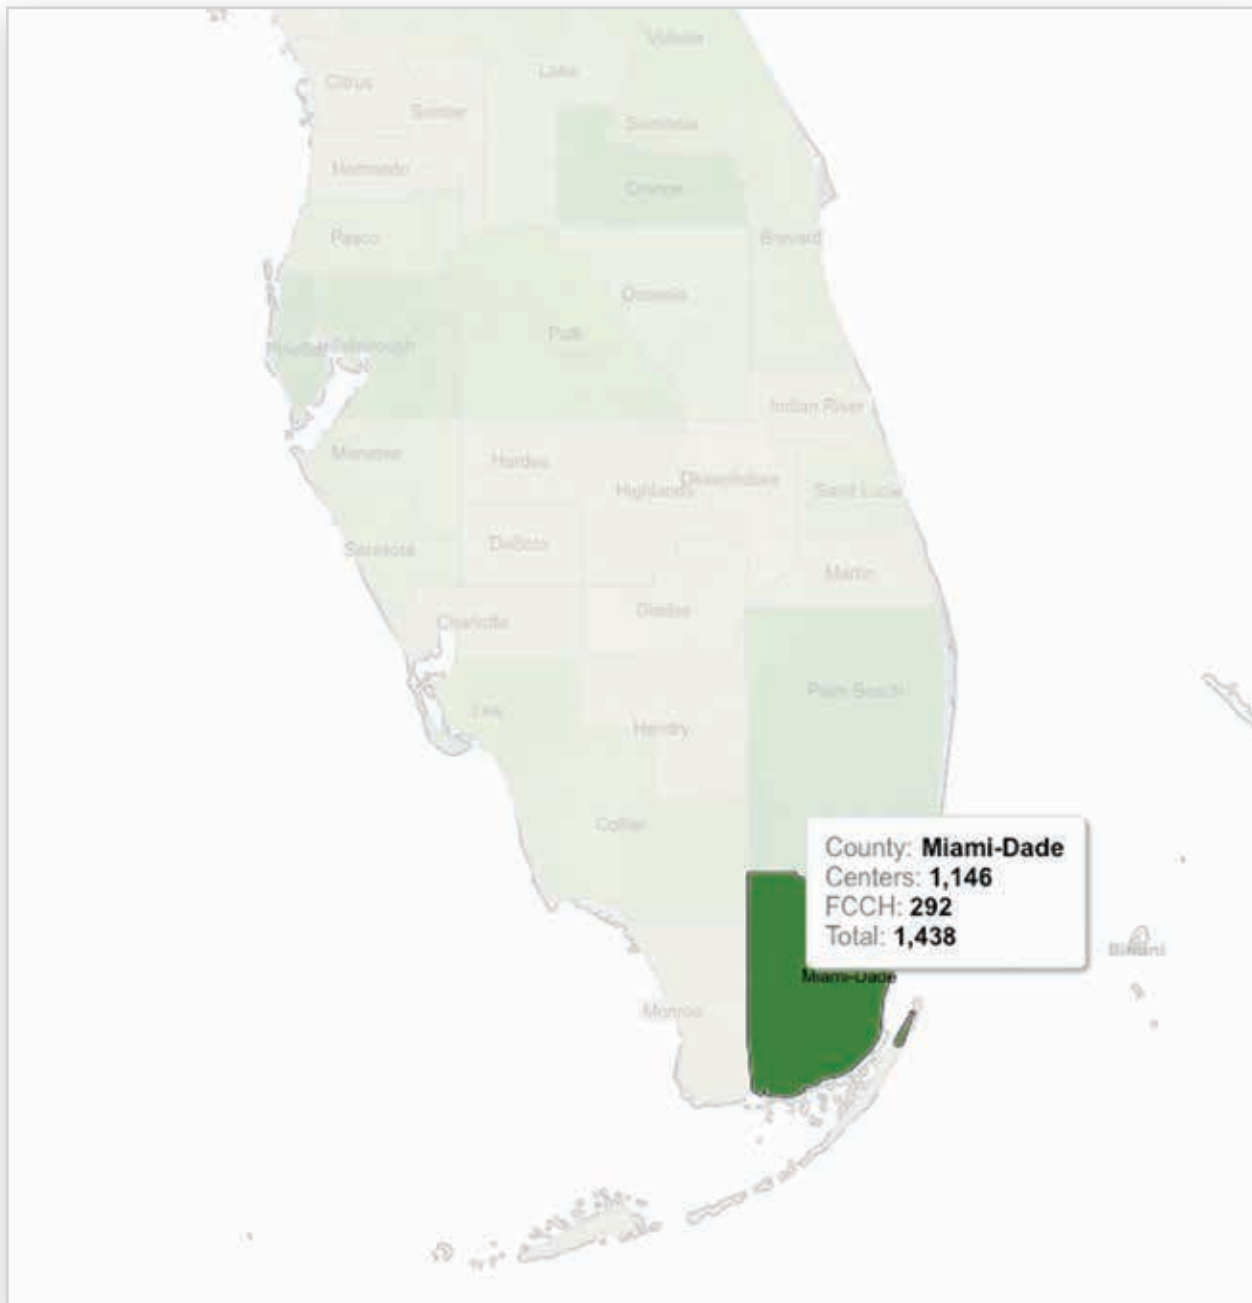 Volusia
Lake
Citrus
Sumter
Seminole
Hernando
Orange
Pasco
Brevard
Osceola
Polk
Hillsborough
Indian River
Manatee
Hardee
Okeechobee
Highlands
Saint Lucie
DeSoto
Sarasota
Martin
Glades
Charlotte
Palm Beach
Lee
Hendry
Collier
County: Miami-Dade
Centers: 1,146
FCCH: 292
Total: 1,438
Bimini
Miami-Dade
Monroe